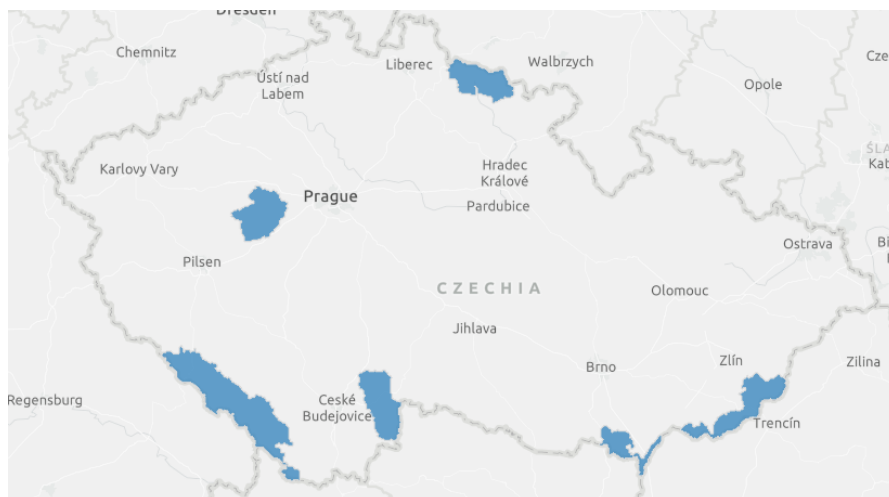 Dresden
Chemnitz
Liberec
Walbrzych
Ústí nad
Labem
Opole
Karlovy Vary
Hradec
Králové
Prague
Pardubice
Pilsen
Ostrava
CZECHIA
Olomouc
Jihlava
Brno
Zlín
Zilina
Regensburg
Ceské
Budejovice
Trencín